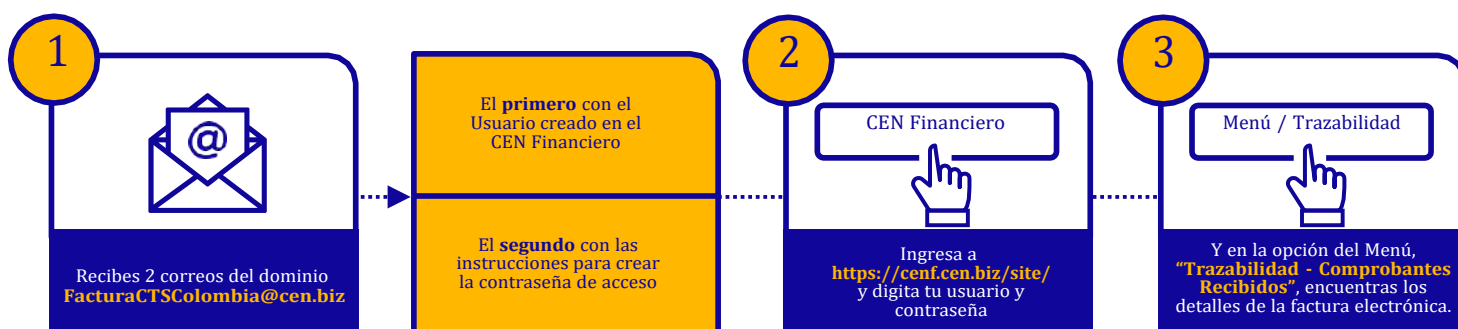 1
@
Recibes 2 correos del dominio
FacturaCTSColombia@cen.biz
El primero con el
Usuario creado en el
CEN Financiero
El segundo con las
instrucciones para crear
la contraseña de acceso
2
CEN Financiero
Ingresa a
https://cenf.cen.biz/site/
y digita tu usuario y
contraseña
3
Menú / Trazabilidad
Y en la opción del Menú,
“Trazabilidad - Comprobantes
Recibidos”, encuentras los
detalles de la factura electrónica.